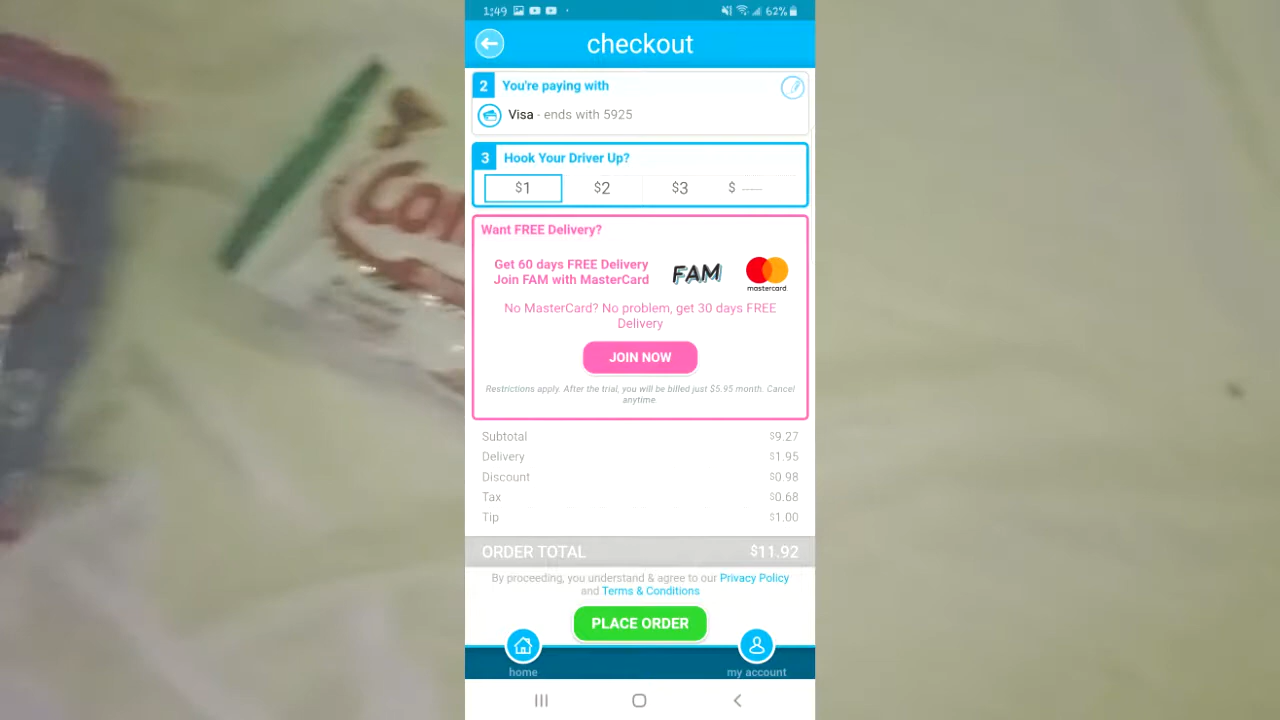 1:49 62%
checkout
2 You're paying with
Visa - ends with 5925
3 Hook Your Driver Up?
$1 $2 $3 $
Want FREE Delivery?
Get 60 days FREE Delivery
Join FAM with MasterCard
FAM
mastercard
No MasterCard? No problem, get 30 days FREE
Delivery
JOIN NOW
Restrictions apply. After the trial, you will be billed just $5.95 month. Cancel
anytime
Subtotal $9.27
Delivery $1.95
Discount $0.98
Tax $0.68
Tip $1.00
ORDER TOTAL $11.92
By proceeding, you understand & agree to our Privacy Policy
and Terms & Conditions
PLACE ORDER
home my account